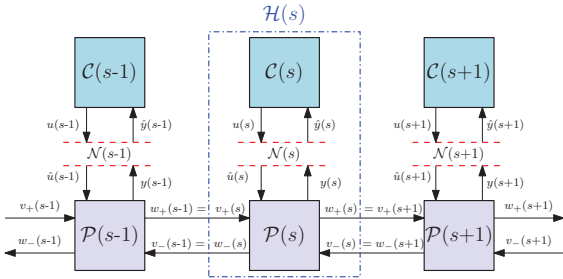 ℋ(s)
𝒞(s-1) 𝒞(s) 𝒞(s+1)
u(s-1) ŷ(s-1) u(s) ŷ(s) u(s+1) ŷ(s+1)
𝒩(s-1) 𝒩(s) 𝒩(s+1)
û(s-1) y(s-1) û(s) y(s) û(s+1) y(s+1)
v₊(s-1) w₊(s-1) = v₊(s) w₊(s) = v₊(s+1) w₊(s+1)
𝒫(s-1) 𝒫(s) 𝒫(s+1)
w₋(s-1) v₋(s-1) = w₋(s) v₋(s) = w₋(s+1) v₋(s+1)